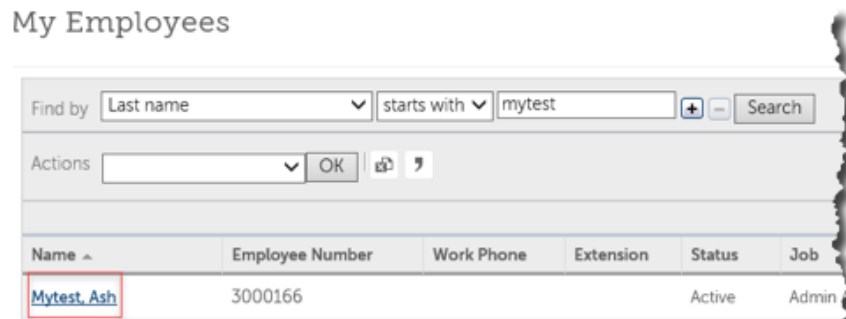 My Employees
Find by Last name starts with mytest + - Search
Actions OK
Name Employee Number Work Phone Extension Status Job
Mytest, Ash 3000166 Active Admin